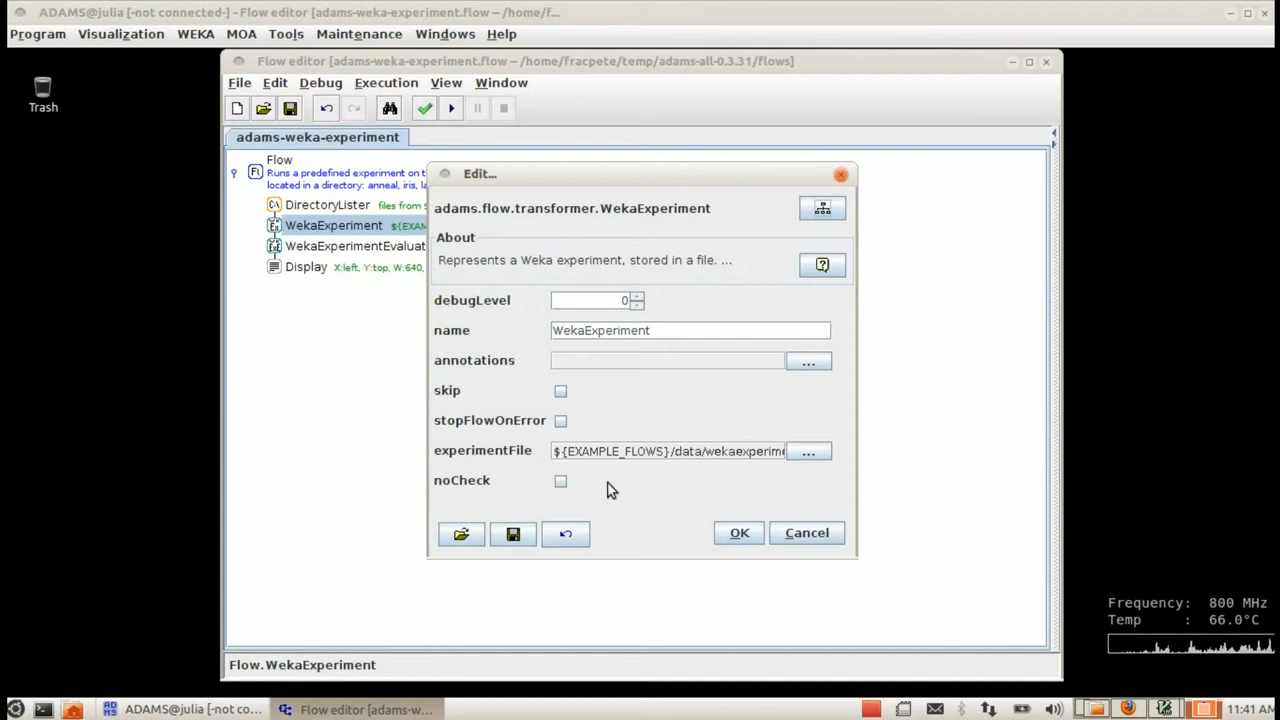 ADAMS@julia [-not connected-] - Flow editor [adams-weka-experiment.flow – /home/f...
Program Visualization WEKA MOA Tools Maintenance Windows Help
Trash
Flow editor [adams-weka-experiment.flow – /home/fracpete/temp/adams-all-0.3.31/flows]
File Edit Debug Execution View Window
adams-weka-experiment
Flow
Runs a predefined experiment on t
located in a directory: anneal, iris, la
DirectoryLister files from
WekaExperiment ${EXAM
WekaExperimentEvaluat
Display X:left, Y:top, W:640,
Edit...
adams.flow.transformer.WekaExperiment
About
Represents a Weka experiment, stored in a file. ...
debugLevel 0
name WekaExperiment
annotations ...
skip
stopFlowOnError
experimentFile ${EXAMPLE_FLOWS}/data/wekaexperime ...
noCheck
OK Cancel
Flow.WekaExperiment
Frequency: 800 MHz
Temp : 66.0°C
ADAMS@julia [-not co... Flow editor [adams-w... 11:41 AM